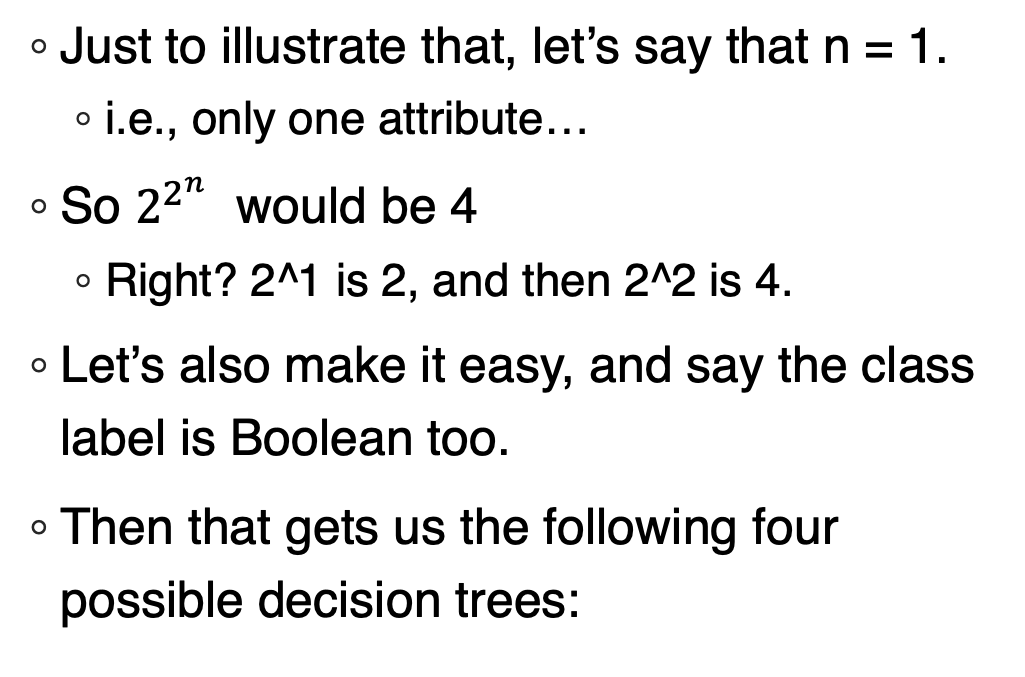 ◦ Just to illustrate that, let’s say that n = 1.
◦ i.e., only one attribute…
◦ So 2^2^n would be 4
◦ Right? 2^1 is 2, and then 2^2 is 4.
◦ Let’s also make it easy, and say the class
label is Boolean too.
◦ Then that gets us the following four
possible decision trees: